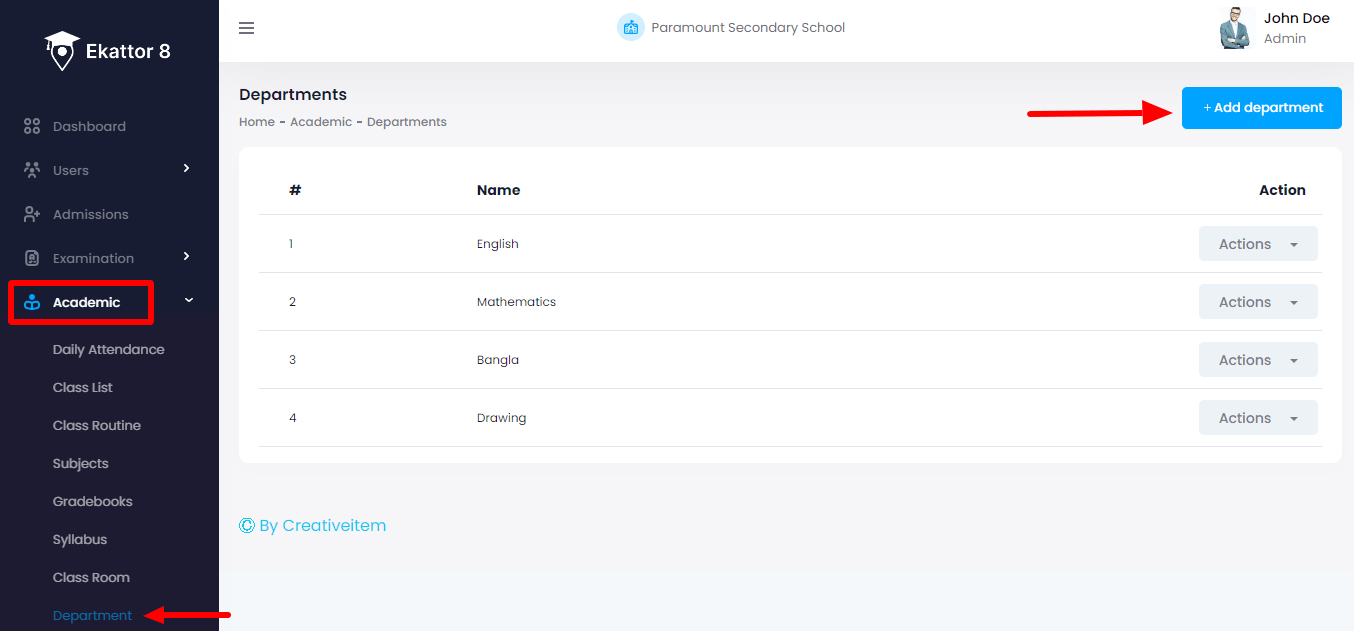 Ekattor 8
Paramount Secondary School
John Doe
Admin
Dashboard
Users
Admissions
Examination
Academic
Daily Attendance
Class List
Class Routine
Subjects
Gradebooks
Syllabus
Class Room
Department
Departments
Home - Academic - Departments
+ Add department
# Name Action
1 English Actions
2 Mathematics Actions
3 Bangla Actions
4 Drawing Actions
© By Creativeitem